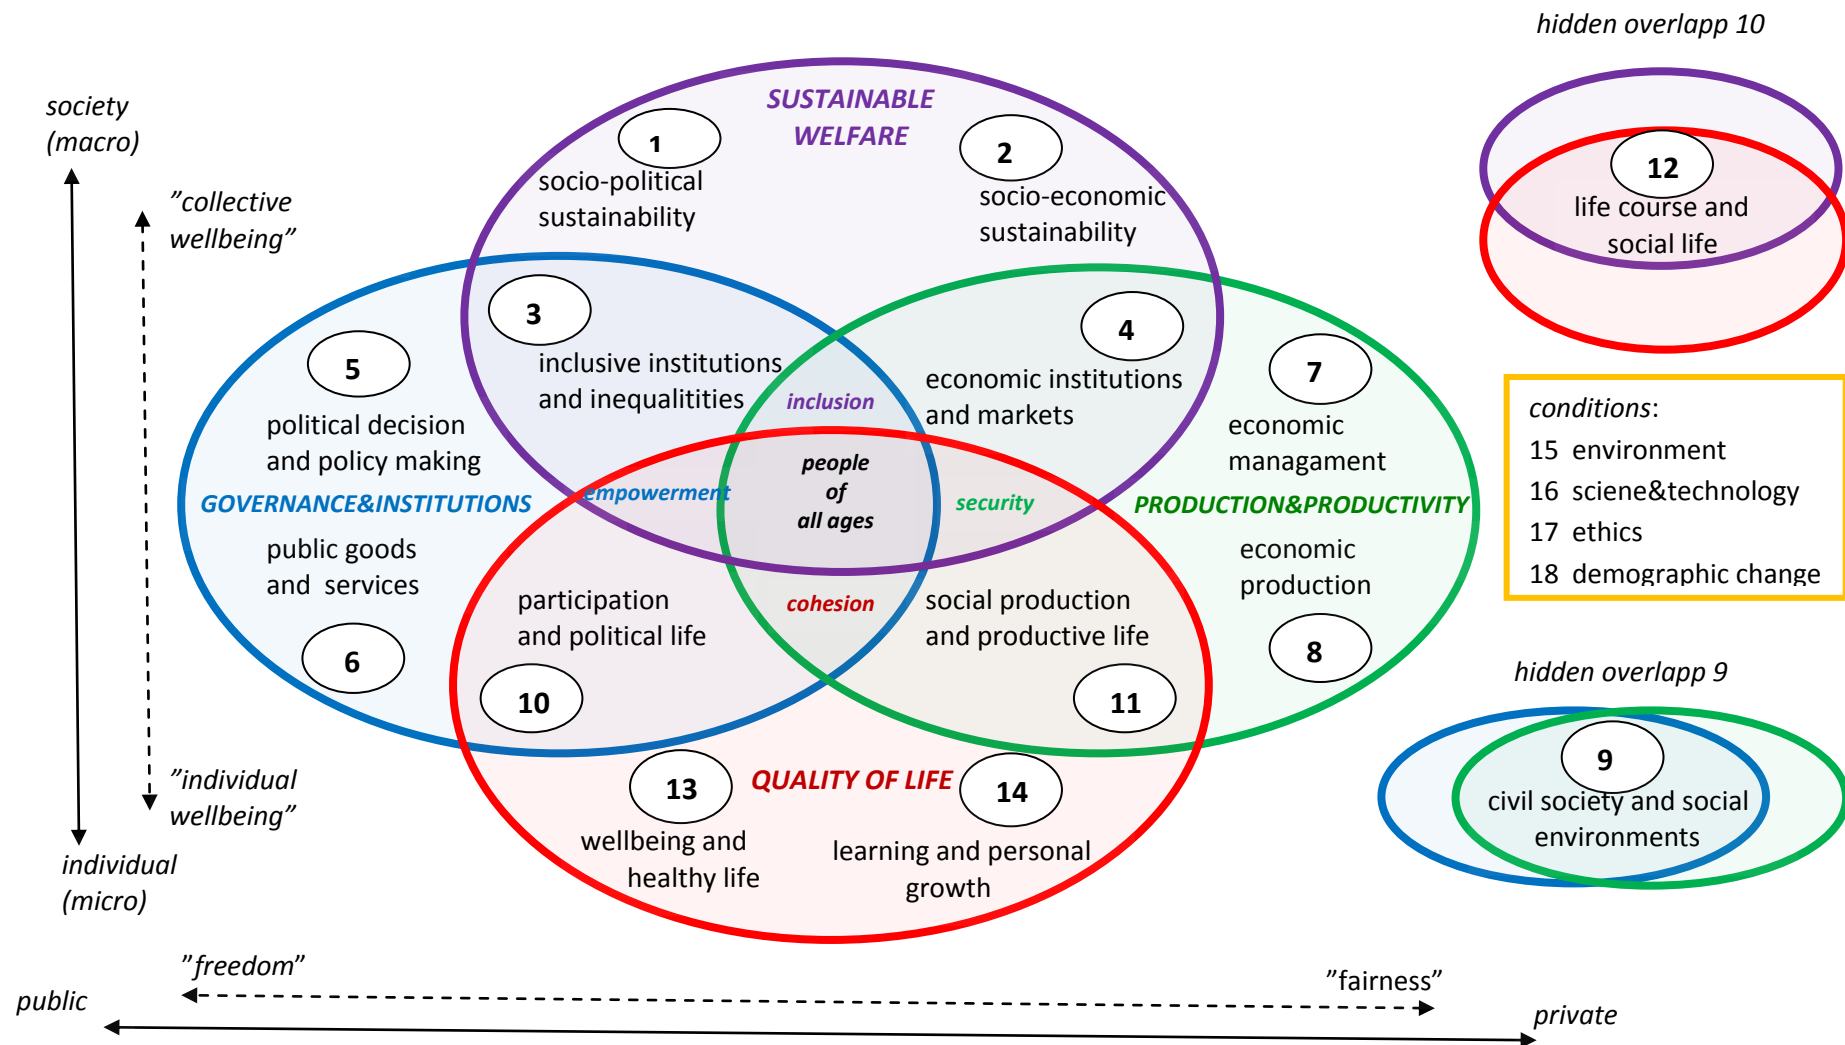 hidden overlapp 10
society
(macro)
SUSTAINABLE
WELFARE
1
2
12
socio-political
sustainability
socio-economic
sustainability
life course and
social life
”collective
wellbeing”
3
4
5
7
inclusive institutions
and inequalitities
inclusion
economic institutions
and markets
conditions:
15 environment
16 sciene&technology
17 ethics
18 demographic change
political decision
and policy making
economic
managament
people
of
all ages
GOVERNANCE&INSTITUTIONS
empowerment
security
PRODUCTION&PRODUCTIVITY
public goods
and services
economic
production
participation
and political life
cohesion
social production
and productive life
6
8
10
11
hidden overlapp 9
9
civil society and social
environments
”individual
wellbeing”
13
QUALITY OF LIFE
14
wellbeing and
healthy life
learning and personal
growth
individual
(micro)
”freedom”
"fairness"
public
private